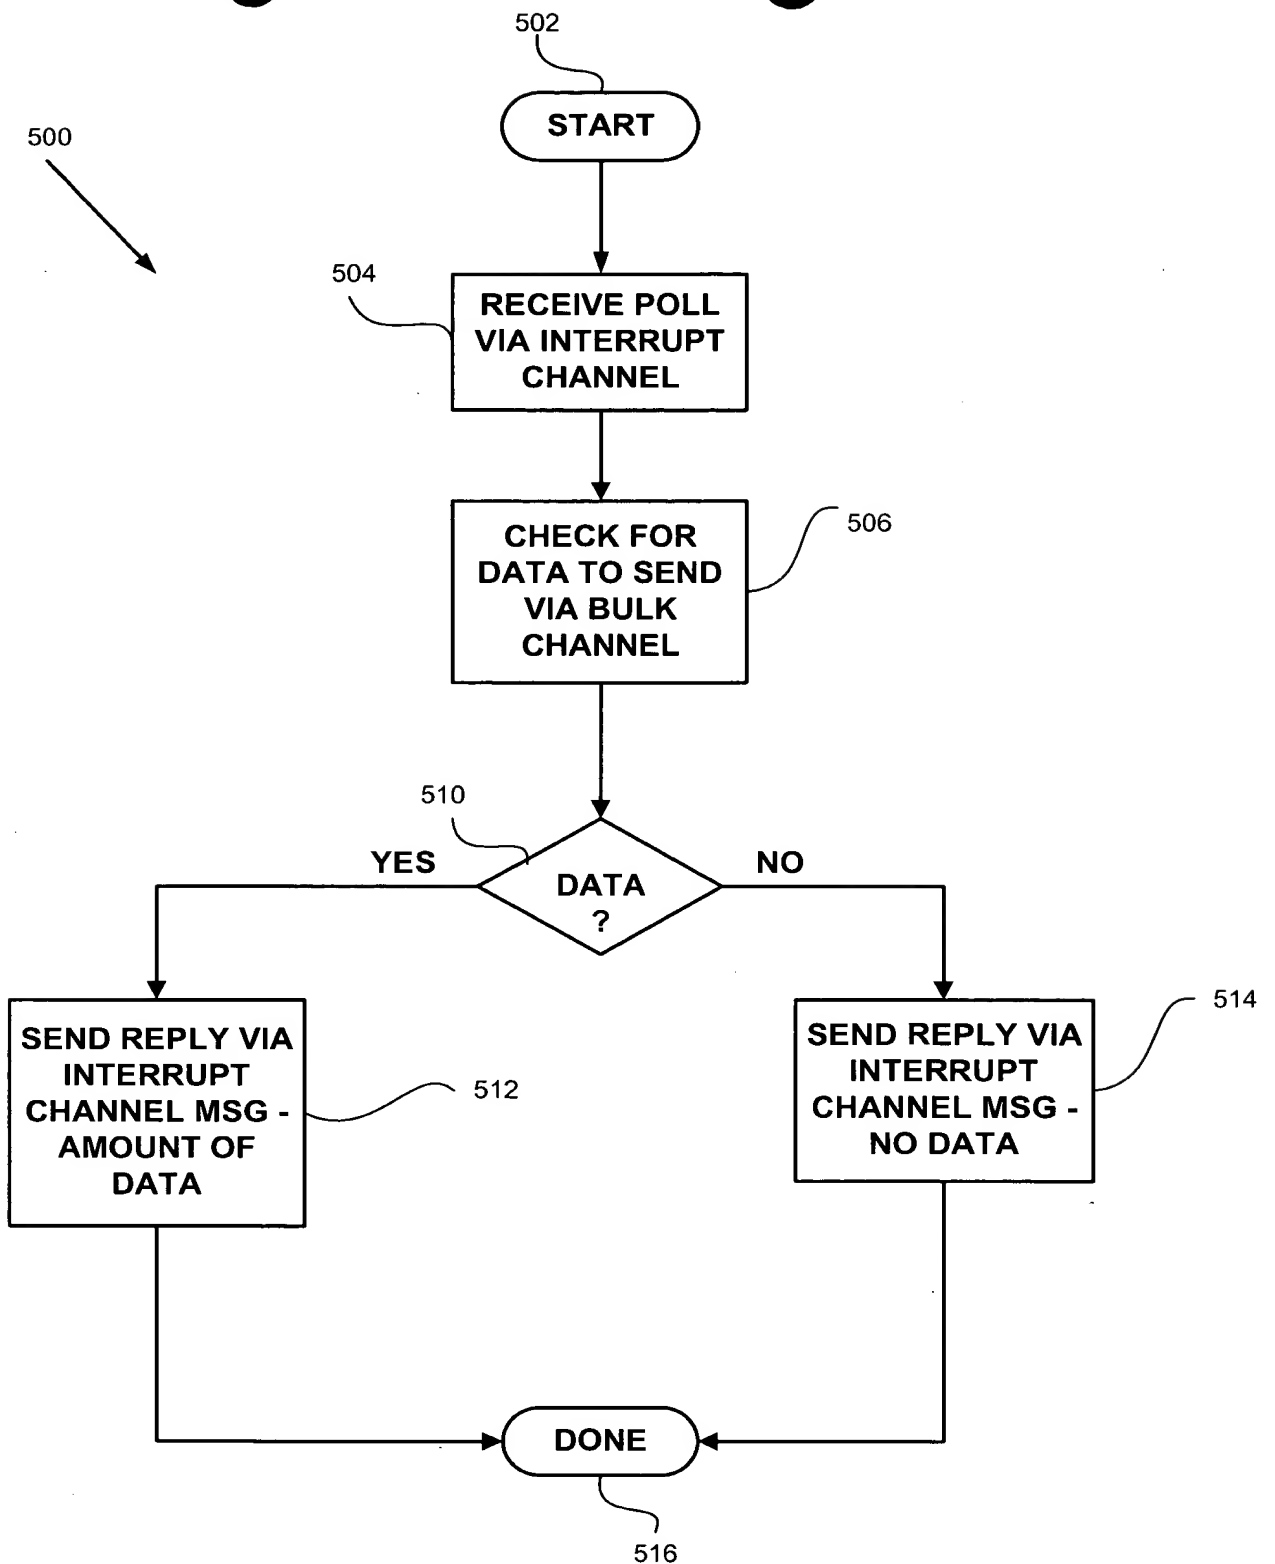 502
START
500
504
RECEIVE POLL
VIA INTERRUPT
CHANNEL
506
CHECK FOR
DATA TO SEND
VIA BULK
CHANNEL
510
YES
NO
DATA
?
SEND REPLY VIA
INTERRUPT
CHANNEL MSG -
AMOUNT OF
DATA
512
SEND REPLY VIA
INTERRUPT
CHANNEL MSG -
NO DATA
514
DONE
516